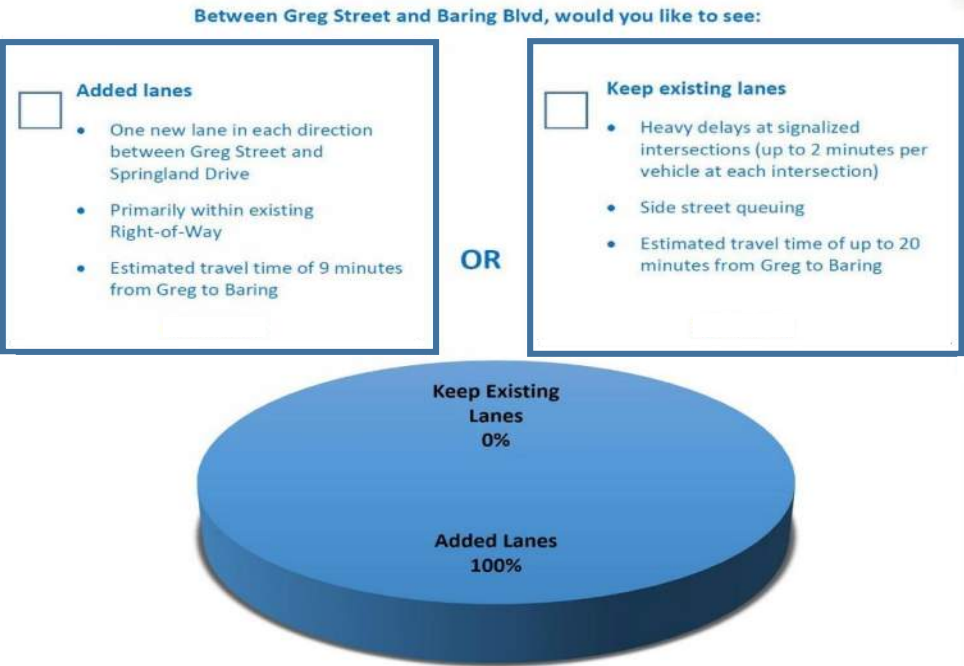 Between Greg Street and Baring Blvd, would you like to see:
Added lanes
• One new lane in each direction
between Greg Street and
Springland Drive
• Primarily within existing
Right-of-Way
• Estimated travel time of 9 minutes
from Greg to Baring
OR
Keep existing lanes
• Heavy delays at signalized
intersections (up to 2 minutes per
vehicle at each intersection)
• Side street queuing
• Estimated travel time of up to 20
minutes from Greg to Baring
Keep Existing
Lanes
0%
Added Lanes
100%